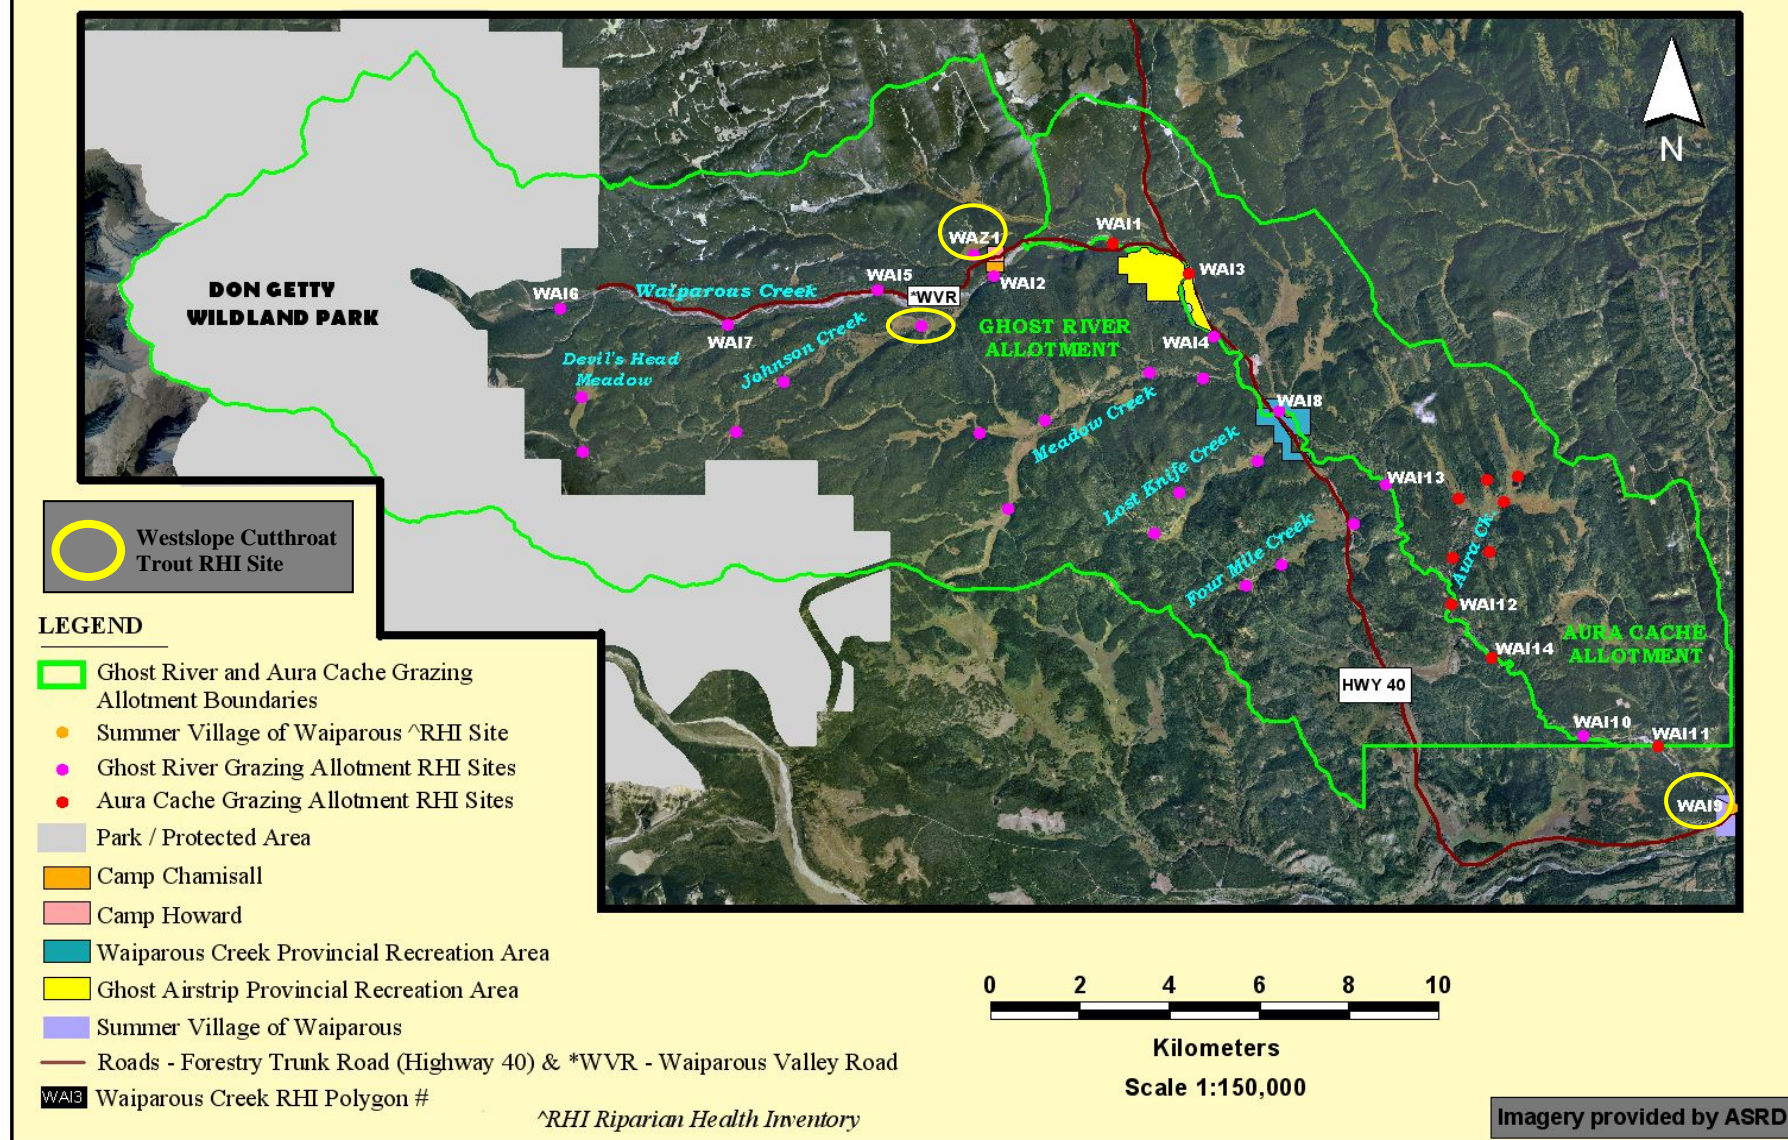 N
WAZ1
WAI1
WAI3
WAI2
WAI5
*WVR
WAI6
Waiparous Creek
WAI7
DON GETTY
WILDLAND PARK
GHOST RIVER
ALLOTMENT
WAI4
Johnson Creek
Devil's Head
Meadow
Meadow Creek
WAI8
Lost Knife Creek
WAI13
Four Mile Creek
Aura Ck.
WAI12
AURA CACHE
ALLOTMENT
WAI14
HWY 40
WAI10
WAI11
WAI9
Westslope Cutthroat
Trout RHI Site
LEGEND
Ghost River and Aura Cache Grazing
Allotment Boundaries
Summer Village of Waiparous ^RHI Site
Ghost River Grazing Allotment RHI Sites
Aura Cache Grazing Allotment RHI Sites
Park / Protected Area
Camp Chamisall
Camp Howard
Waiparous Creek Provincial Recreation Area
Ghost Airstrip Provincial Recreation Area
Summer Village of Waiparous
Roads - Forestry Trunk Road (Highway 40) & *WVR - Waiparous Valley Road
WAI3 Waiparous Creek RHI Polygon #
^RHI Riparian Health Inventory
0 2 4 6 8 10
Kilometers
Scale 1:150,000
Imagery provided by ASRD